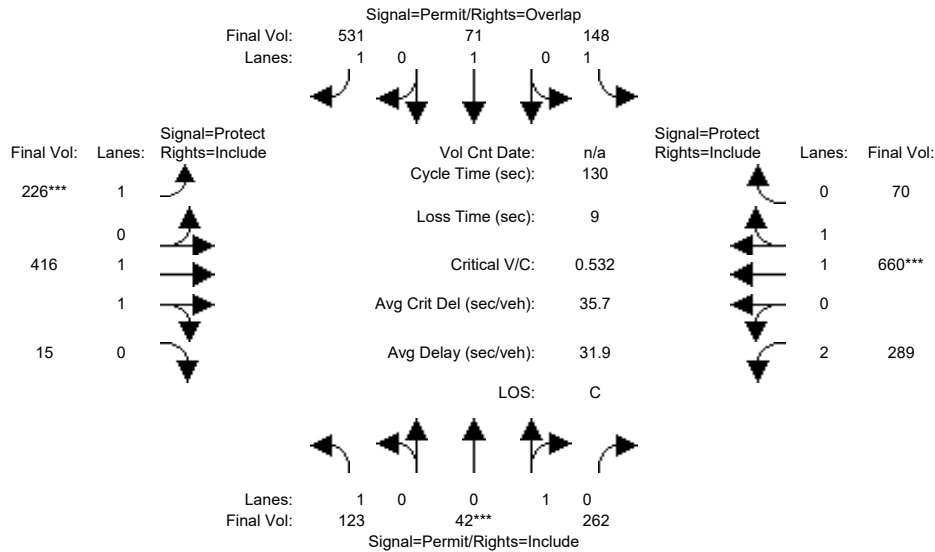 Signal=Permit/Rights=Overlap
Final Vol: 531 71 148
Lanes: 1 0 1 0 1
Signal=Protect Signal=Protect
Final Vol: Lanes: Rights=Include Vol Cnt Date: n/a Rights=Include Lanes: Final Vol:
Cycle Time (sec): 130
226*** 1 0 70
Loss Time (sec): 9
0 1
416 1 Critical V/C: 0.532 1 660***
1 Avg Crit Del (sec/veh): 35.7 0
15 0 Avg Delay (sec/veh): 31.9 2 289
LOS: C
Lanes: 1 0 0 1 0
Final Vol: 123 42*** 262
Signal=Permit/Rights=Include